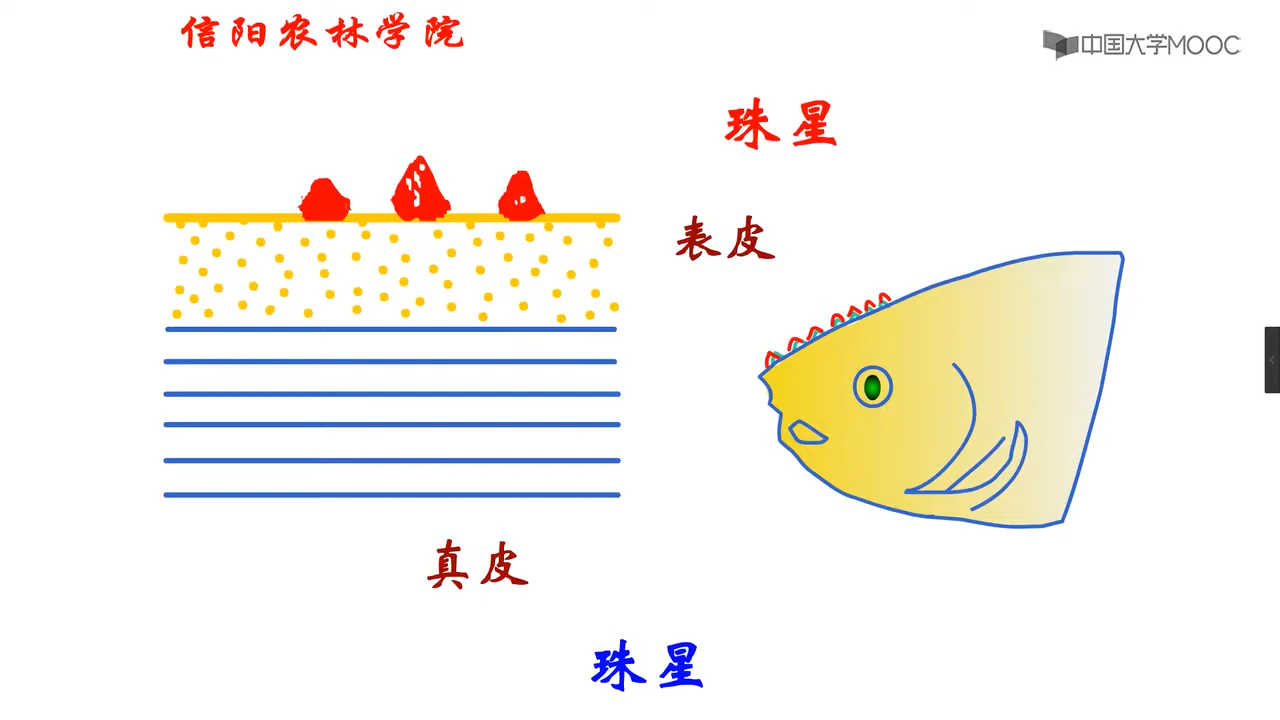 信阳农林学院
中国大学MOOC
珠星
表皮
真皮
珠星